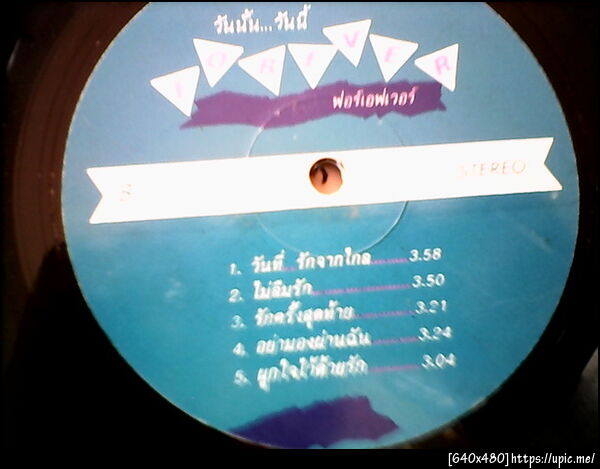 วันนั้น...วันนี้
FOREVER
ฟอร์เอฟเวอร์
STEREO
1. วันที่...รักจากไกล..........3.58
2. ไม่ลืมรัก....................3.50
3. รักครั้งสุดท้าย..............3.21
4. อย่ามองผ่านฉัน............3.24
5. ผูกใจไว้ด้วยรัก............3.04
[640x480]https://upic.me/